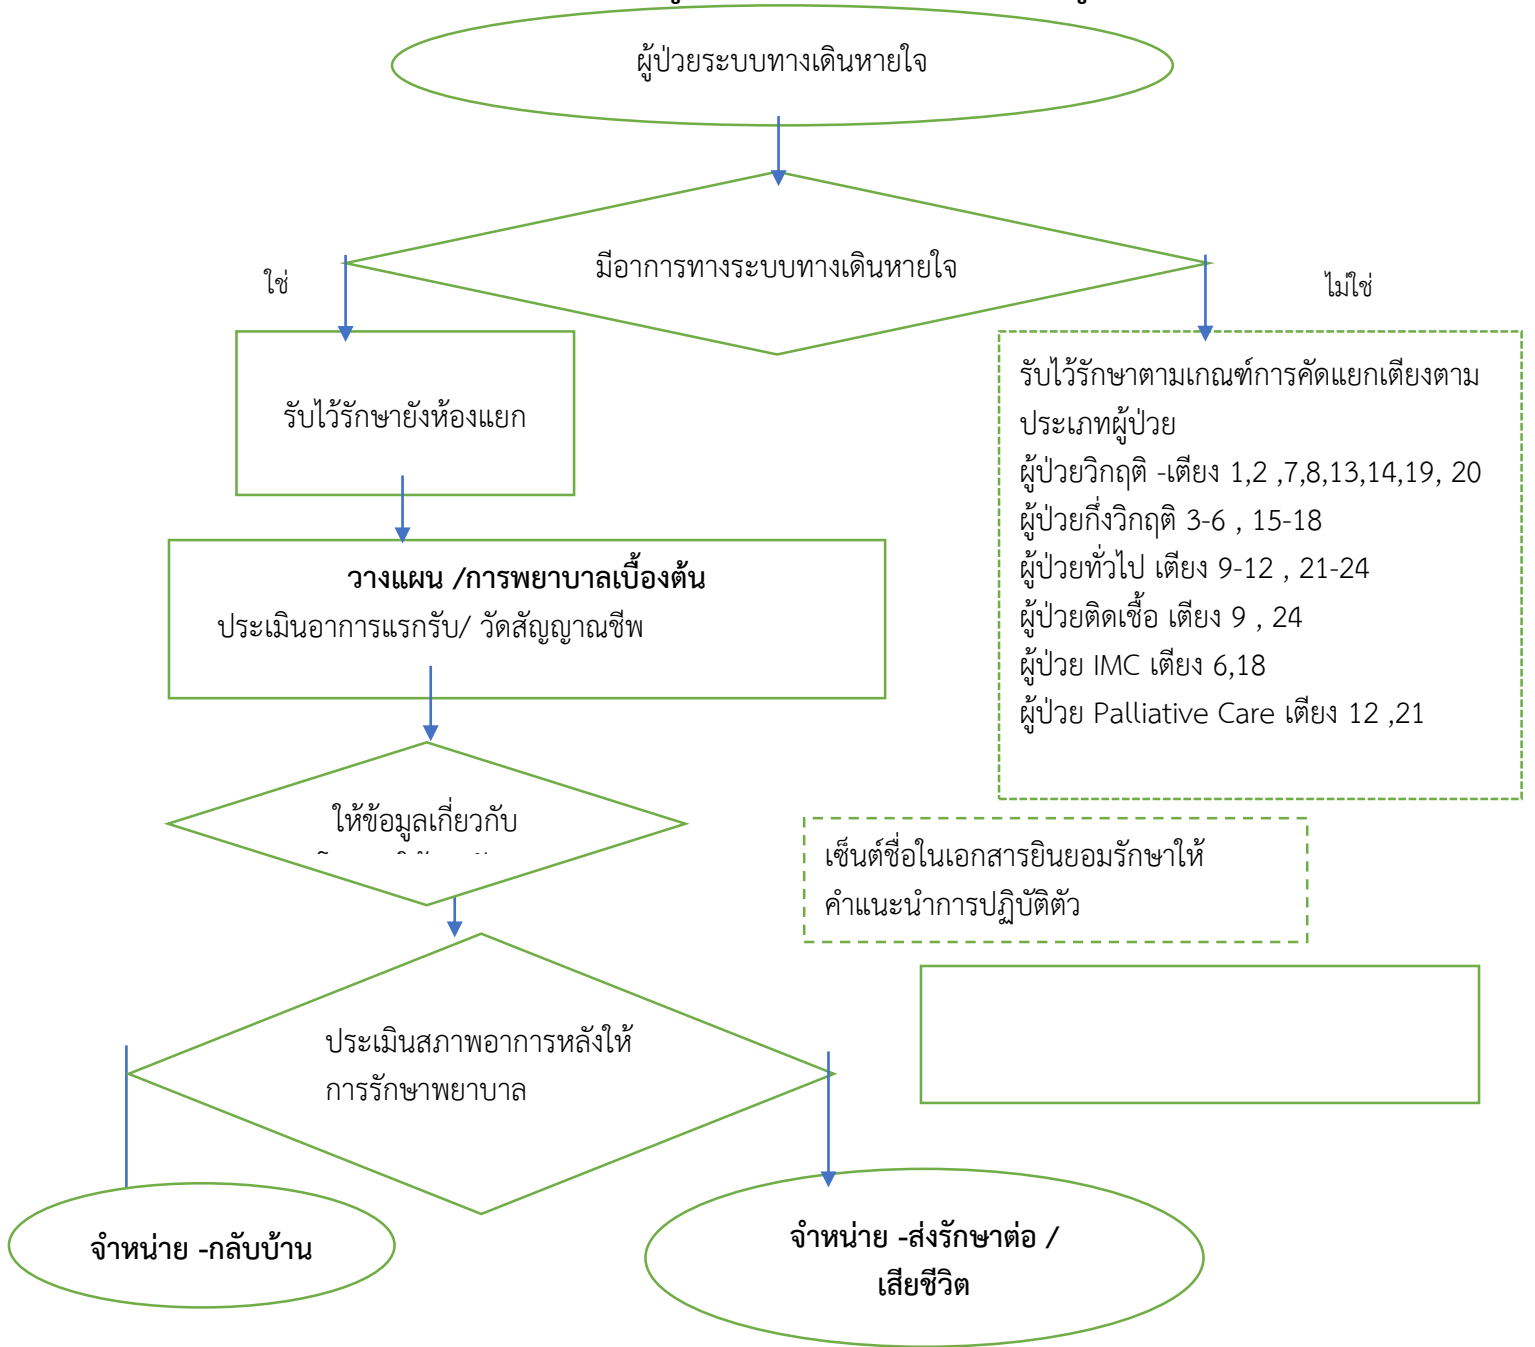 ผู้ป่วยระบบทางเดินหายใจ
มีอาการทางระบบทางเดินหายใจ
ใช่
ไม่ใช่
รับไว้รักษายังห้องแยก
รับไว้รักษาตามเกณฑ์การคัดแยกเตียงตาม
ประเภทผู้ป่วย
ผู้ป่วยวิกฤติ -เตียง 1,2 ,7,8,13,14,19, 20
ผู้ป่วยกึ่งวิกฤติ 3-6 , 15-18
ผู้ป่วยทั่วไป เตียง 9-12 , 21-24
ผู้ป่วยติดเชื้อ เตียง 9 , 24
ผู้ป่วย IMC เตียง 6,18
ผู้ป่วย Palliative Care เตียง 12 ,21
วางแผน /การพยาบาลเบื้องต้น
ประเมินอาการแรกรับ/ วัดสัญญาณชีพ
ให้ข้อมูลเกี่ยวกับ
เซ็นต์ชื่อในเอกสารยินยอมรักษาให้
คำแนะนำการปฏิบัติตัว
ประเมินสภาพอาการหลังให้
การรักษาพยาบาล
จำหน่าย -กลับบ้าน
จำหน่าย -ส่งรักษาต่อ /
เสียชีวิต